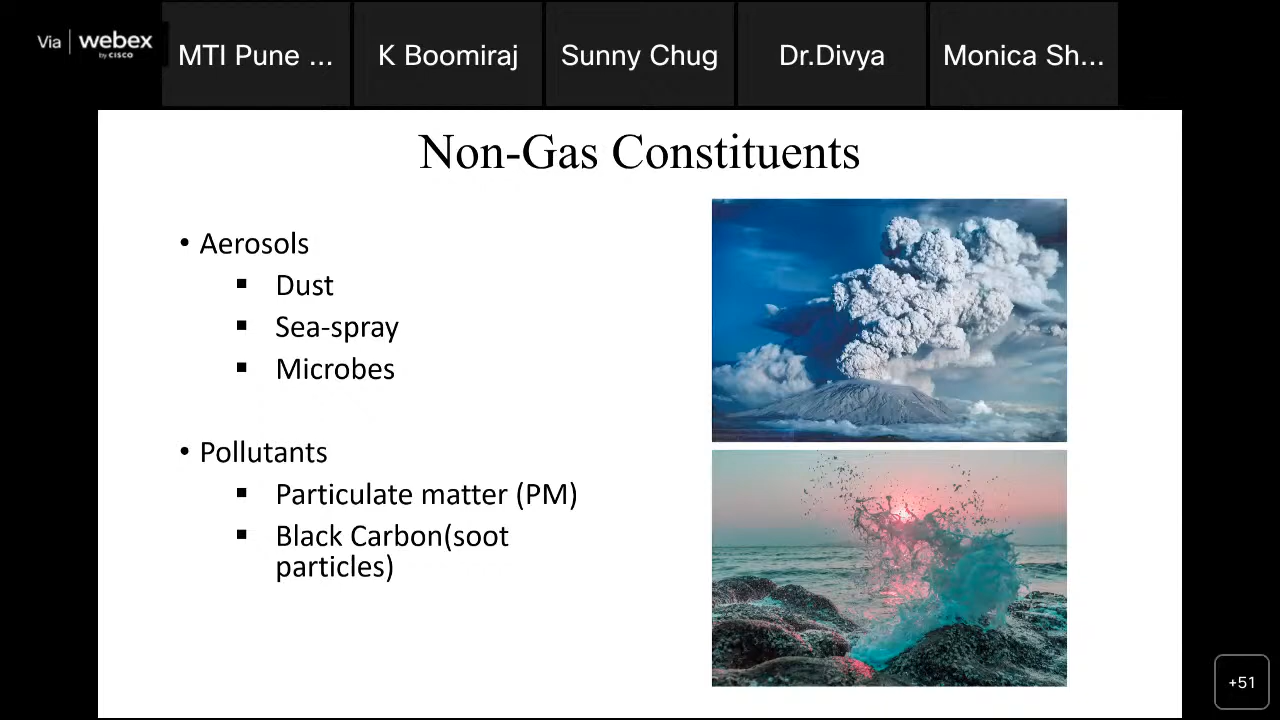 Via webex
by CISCO
MTI Pune ...
K Boomiraj
Sunny Chug
Dr.Divya
Monica Sh...
Non-Gas Constituents
• Aerosols
▪ Dust
▪ Sea-spray
▪ Microbes
• Pollutants
▪ Particulate matter (PM)
▪ Black Carbon(soot
particles)
+51